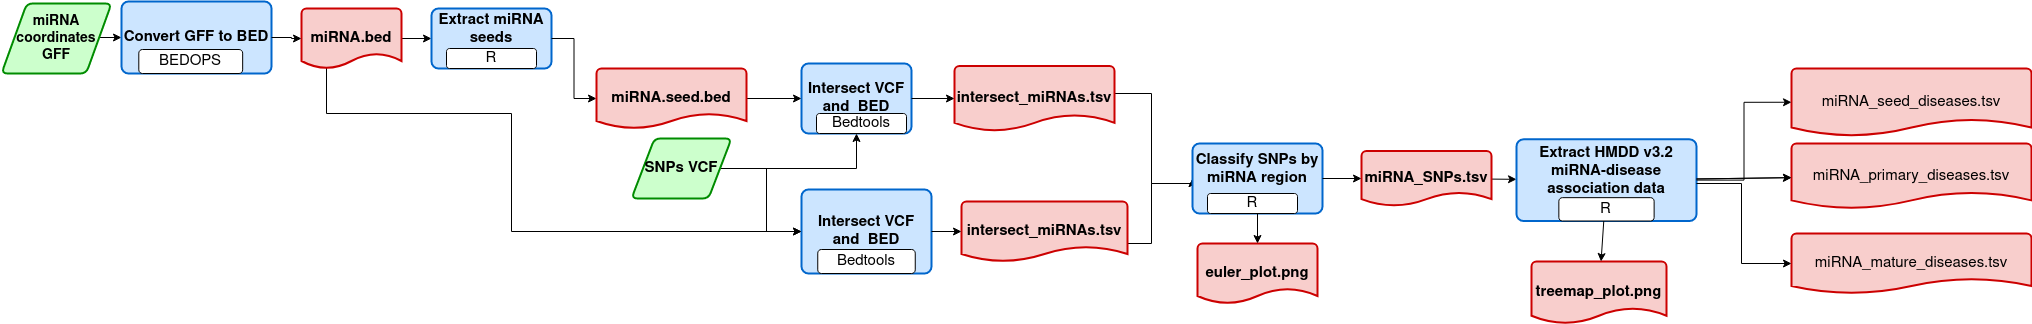 miRNA
coordinates
GFF
Convert GFF to BED
BEDOPS
miRNA.bed
Extract miRNA
seeds
R
miRNA.seed.bed
SNPs VCF
Intersect VCF
and BED
Bedtools
intersect_miRNAs.tsv
Intersect VCF
and BED
Bedtools
intersect_miRNAs.tsv
Classify SNPs by
miRNA region
R
euler_plot.png
miRNA_SNPs.tsv
Extract HMDD v3.2
miRNA-disease
association data
R
treemap_plot.png
miRNA_seed_diseases.tsv
miRNA_primary_diseases.tsv
miRNA_mature_diseases.tsv